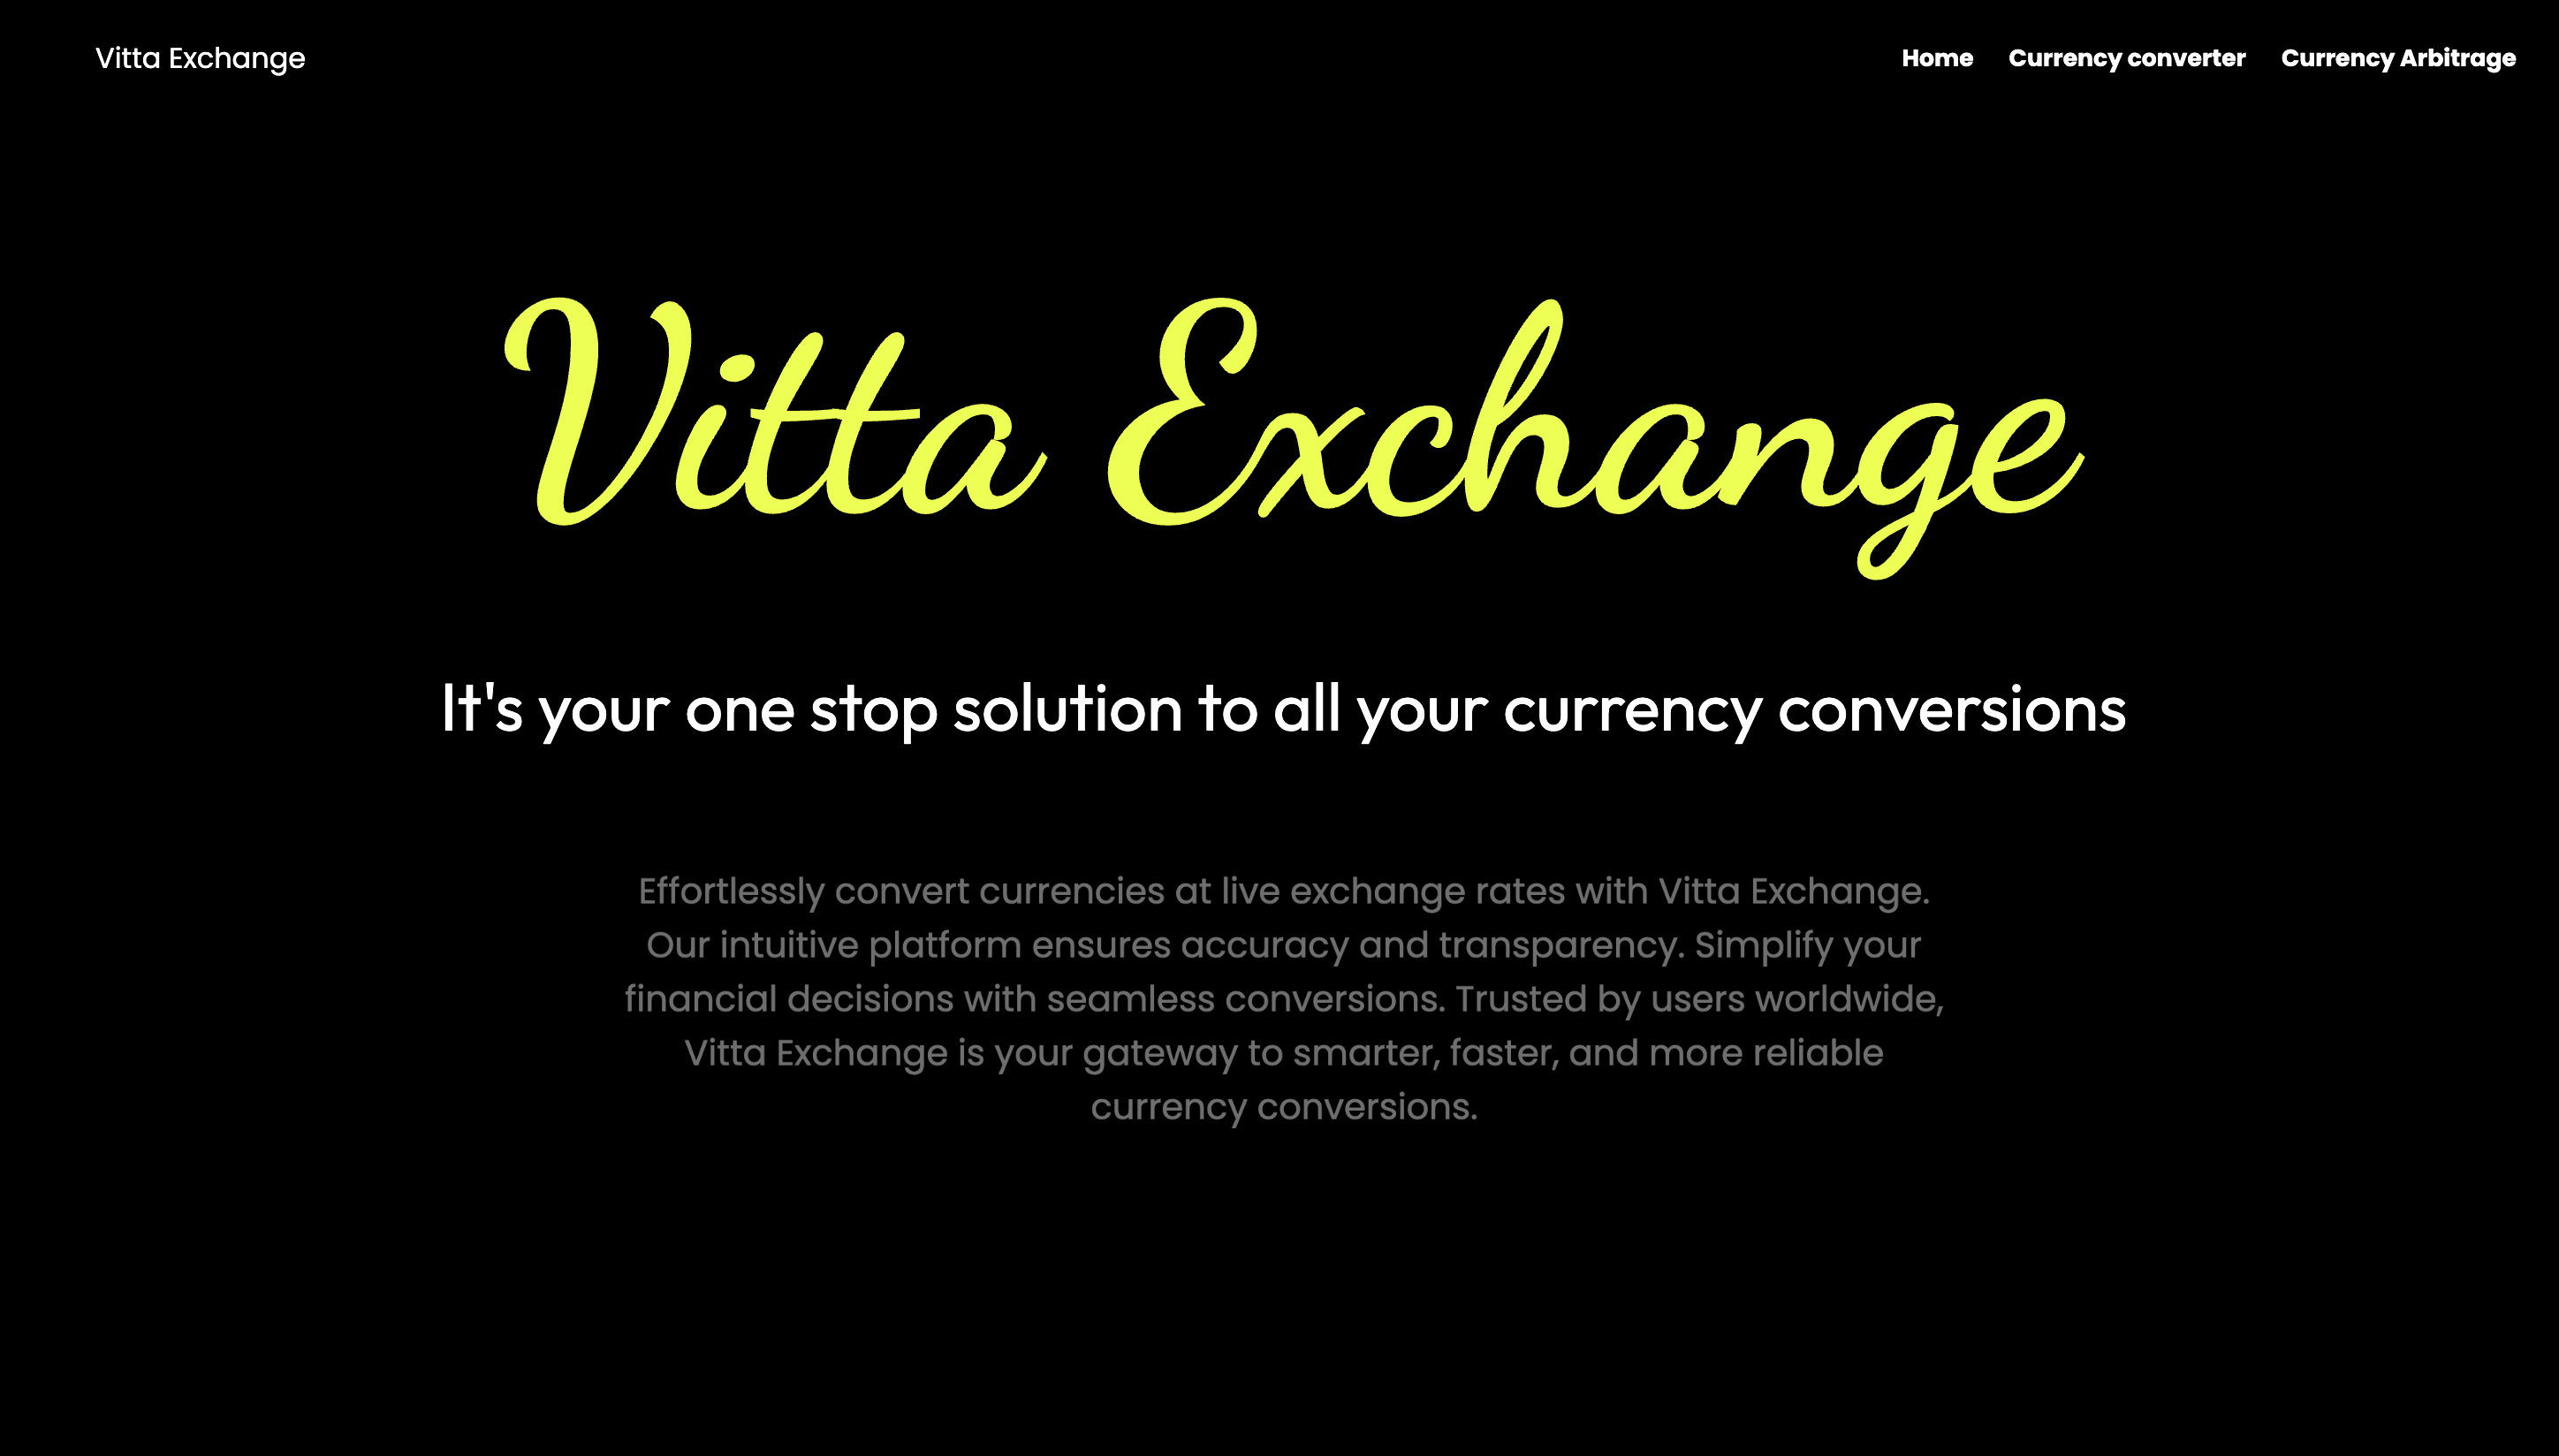 Vitta Exchange
Home Currency converter Currency Arbitrage
Vitta Exchange
It's your one stop solution to all your currency conversions
Effortlessly convert currencies at live exchange rates with Vitta Exchange.
Our intuitive platform ensures accuracy and transparency. Simplify your
financial decisions with seamless conversions. Trusted by users worldwide,
Vitta Exchange is your gateway to smarter, faster, and more reliable
currency conversions.